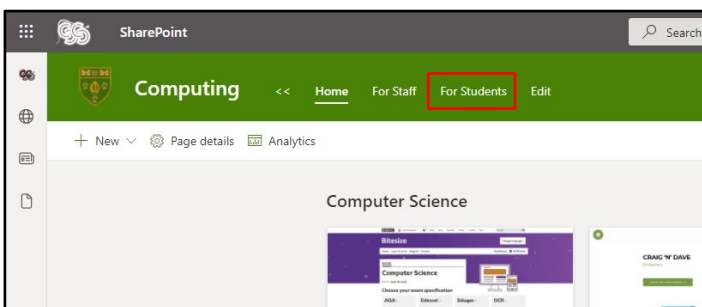 SharePoint
Search
Computing << Home For Staff For Students Edit
+ New Page details Analytics
Computer Science
Bitesize
Computer Science
Choose your exam specification
AQA Edexcel Eduqas OCR
CRAIG 'N' DAVE